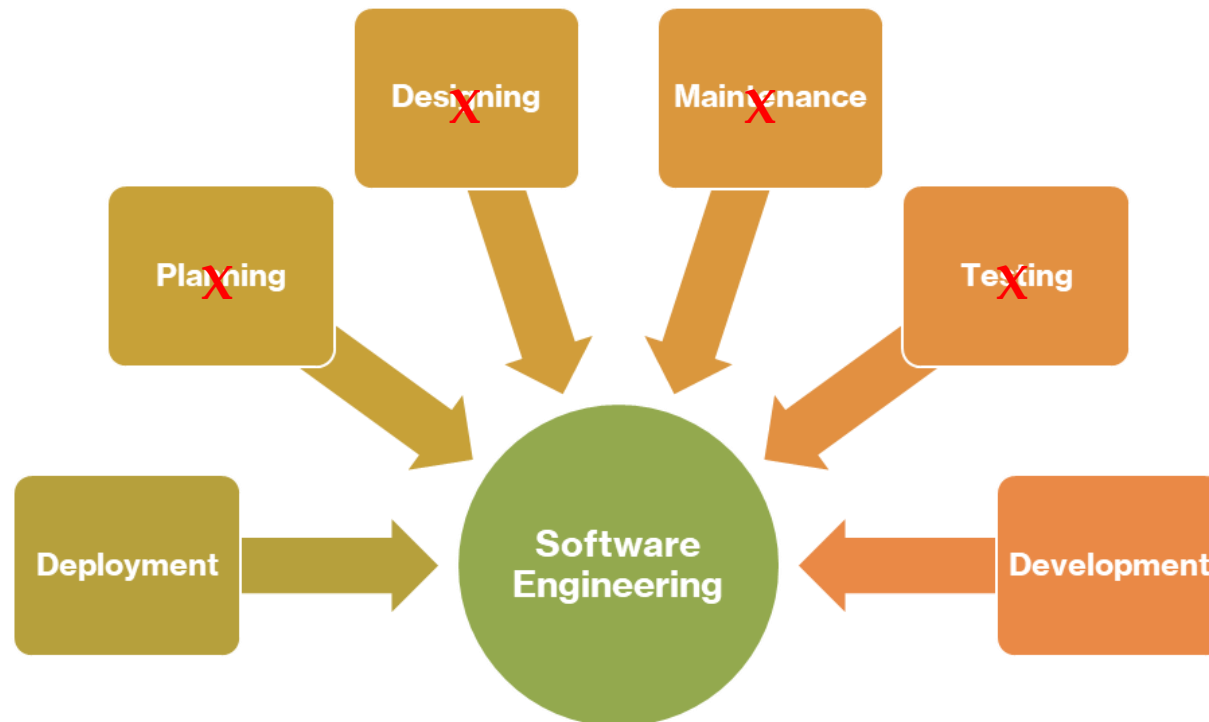 Designing
X
Maintenance
X
Planning
X
Testing
X
Deployment
Software
Engineering
Development